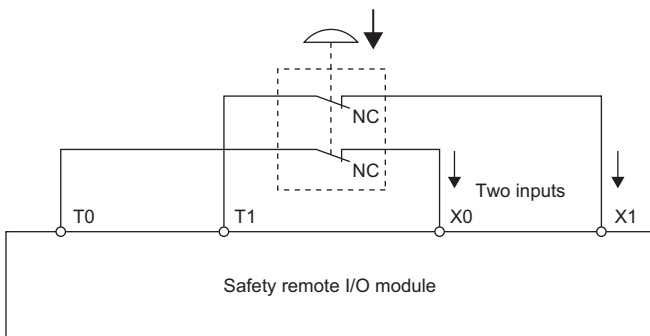 NC
NC
Two inputs
T0
T1
X0
X1
Safety remote I/O module